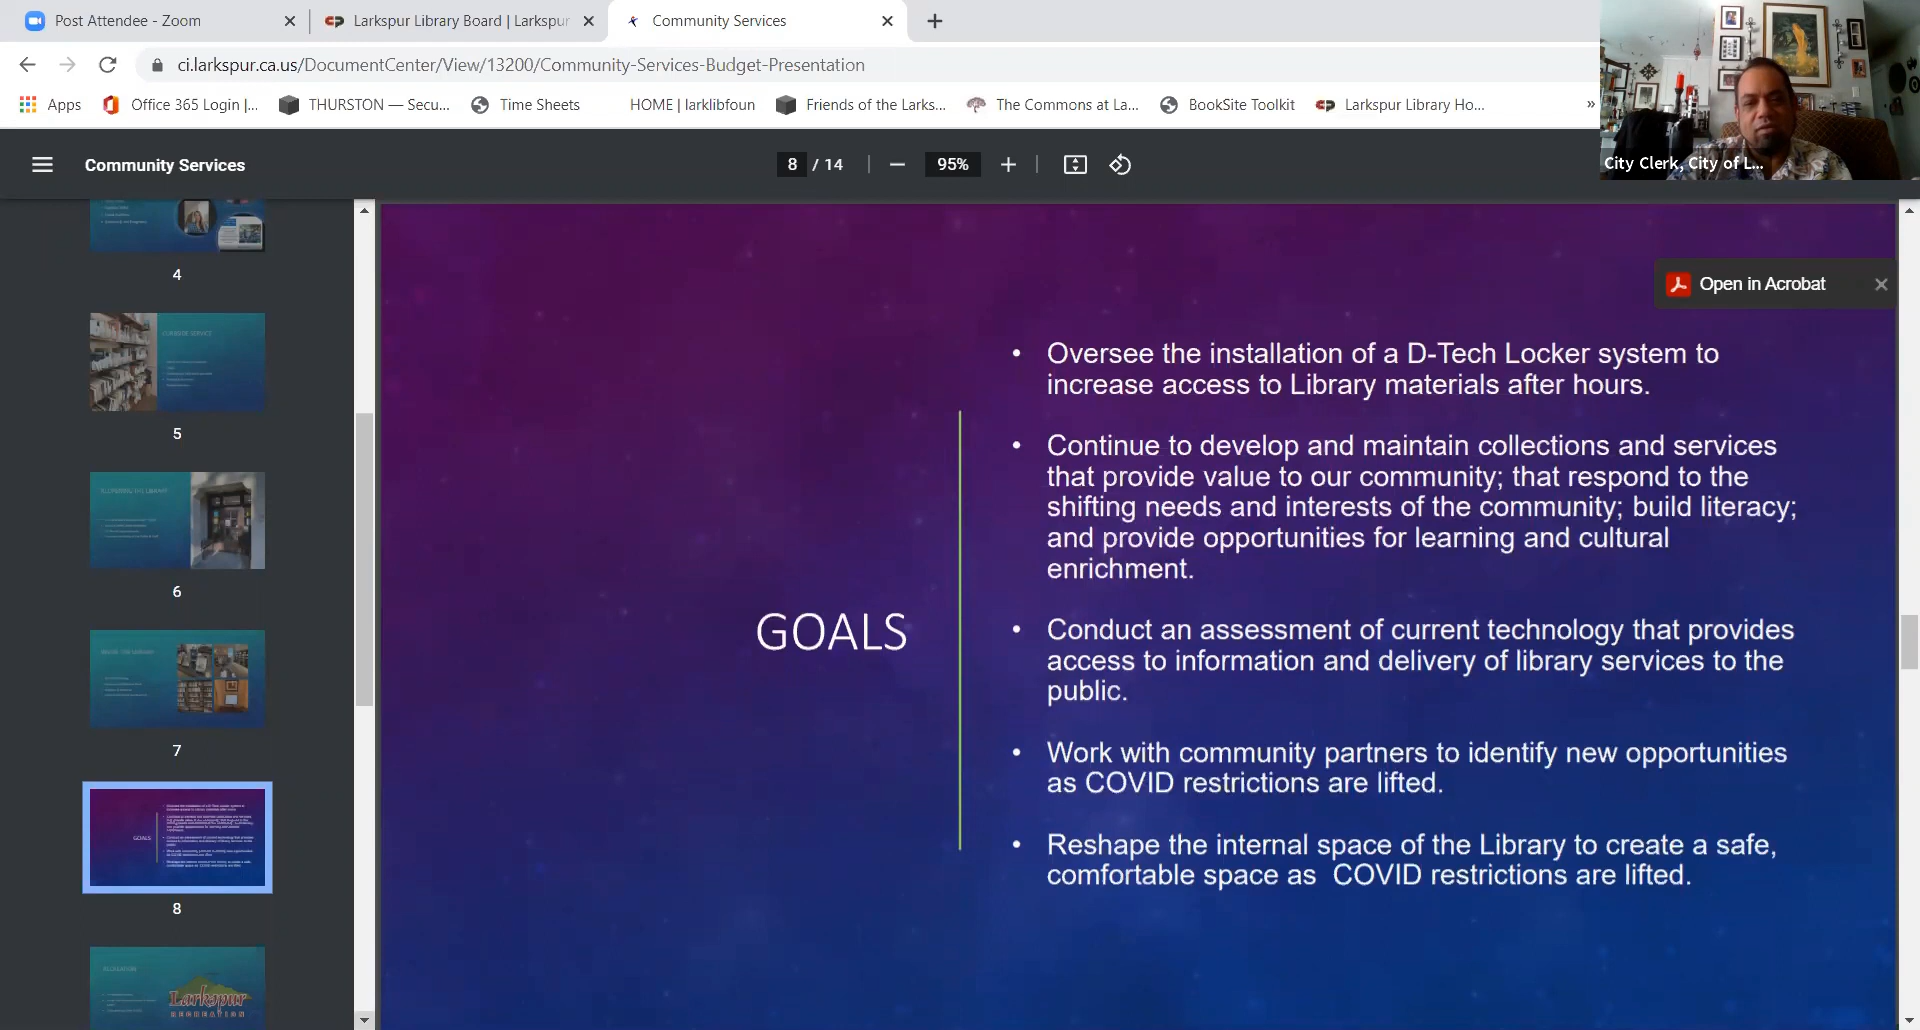 Post Attendee - Zoom
Larkspur Library Board | Larkspur
Community Services
ci.larkspur.ca.us/DocumentCenter/View/13200/Community-Services-Budget-Presentation
Apps
Office 365 Login |...
THURSTON — Secu...
Time Sheets
HOME | larklibfoun
Friends of the Larks...
The Commons at La...
BookSite Toolkit
Larkspur Library Ho...
»
City Clerk, City of L...
Community Services
8 / 14
95%
4
5
6
7
GOALS
8
Larkspur
RECREATION
Open in Acrobat
GOALS
• Oversee the installation of a D-Tech Locker system to
increase access to Library materials after hours.
• Continue to develop and maintain collections and services
that provide value to our community; that respond to the
shifting needs and interests of the community; build literacy;
and provide opportunities for learning and cultural
enrichment.
• Conduct an assessment of current technology that provides
access to information and delivery of library services to the
public.
• Work with community partners to identify new opportunities
as COVID restrictions are lifted.
• Reshape the internal space of the Library to create a safe,
comfortable space as  COVID restrictions are lifted.